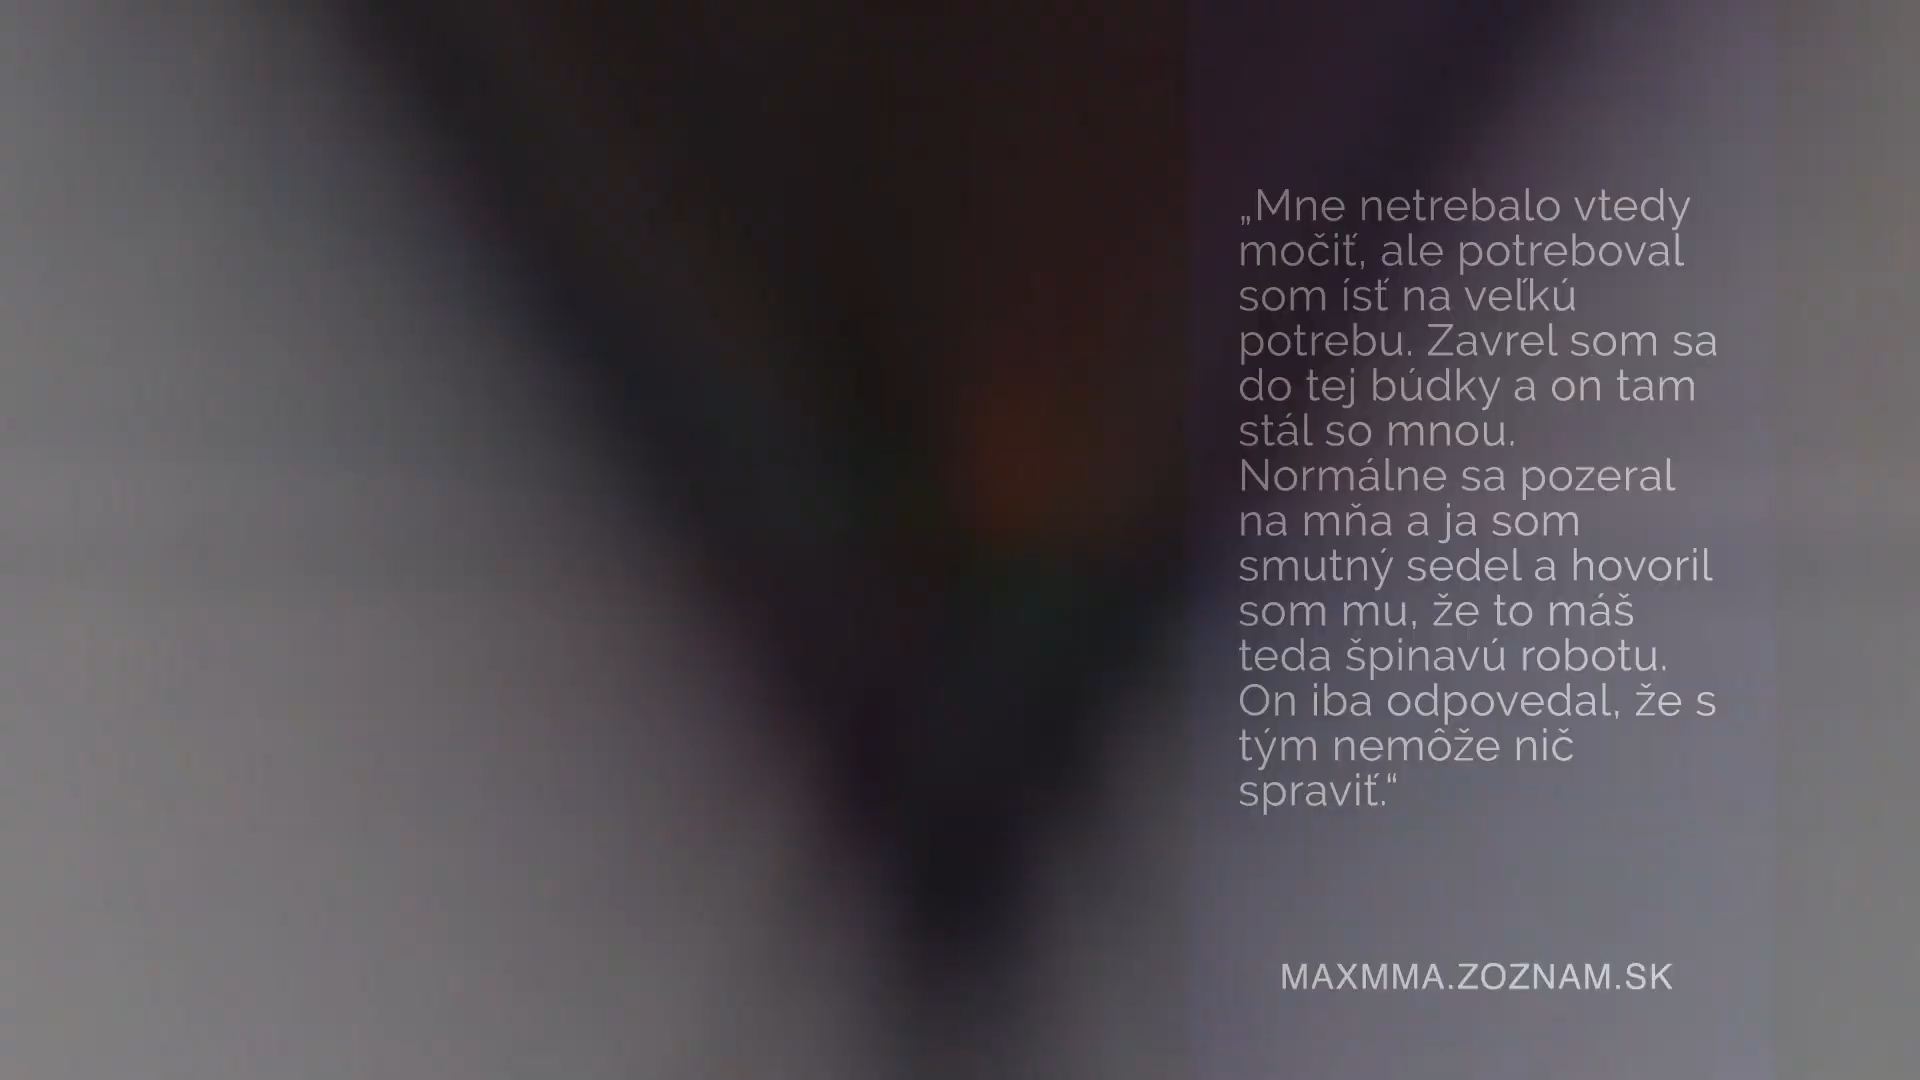 „Mne netrebalo vtedy
močiť, ale potreboval
som ísť na veľkú
potrebu. Zavrel som sa
do tej búdky a on tam
stál so mnou.
Normálne sa pozeral
na mňa a ja som
smutný sedel a hovoril
som mu, že to máš
teda špinavú robotu.
On iba odpovedal, že s
tým nemôže nič
spraviť.“
MAXMMA.ZOZNAM.SK